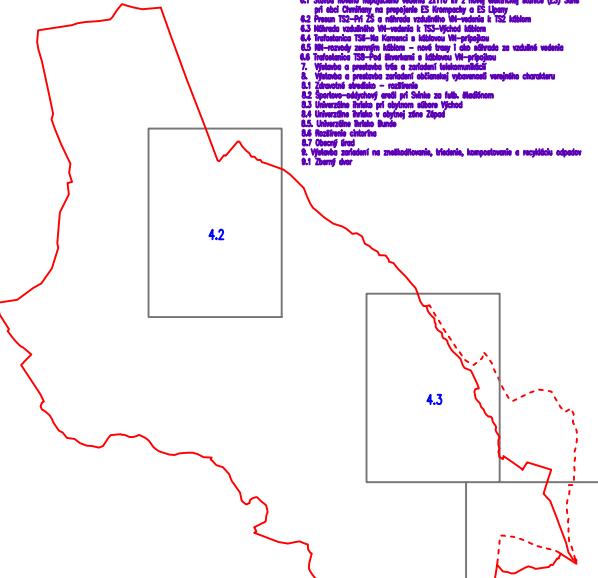 pri obci Chmiňany na prepojenie ES Krompachy a ES Lipany
6.2 Presun TS2-Pri ZŠ a náhrada vzdušného VN-vedenia k TS2 káblom
6.3 Náhrada vzdušného VN-vedenia k TS3-Východ káblom
6.4 Trafostanica TS6-Na Kamenci s káblovou VN-prípojkou
6.5 NN-rozvody zemným káblom - nové trasy i ako náhrada za vzdušné vedenia
6.6 Trafostanica TS8-Pod škverkami s káblovou VN-prípojkou
7. Výstavba a prestavba trás a zariadení telekomunikácií
8. Výstavba a prestavba zariadení občianskej vybavenosti verejného charakteru
8.1 Zdravotné stredisko - rozšírenie
8.2 Športovo-oddychový areál pri Svinke za futb. štadiónom
8.3 Univerzálne ihrisko pri obytnom súbore Východ
8.4 Univerzálne ihrisko v obytnej zóne Západ
8.5. Univerzálne ihrisko Bunde
8.6 Rozšírenie cintorína
8.7 Obecný úrad
9. Výstavba zariadení na zneškodňovanie, triedenie, kompostovanie a recykláciu odpadov
9.1 Zberný dvor
4.2
4.3